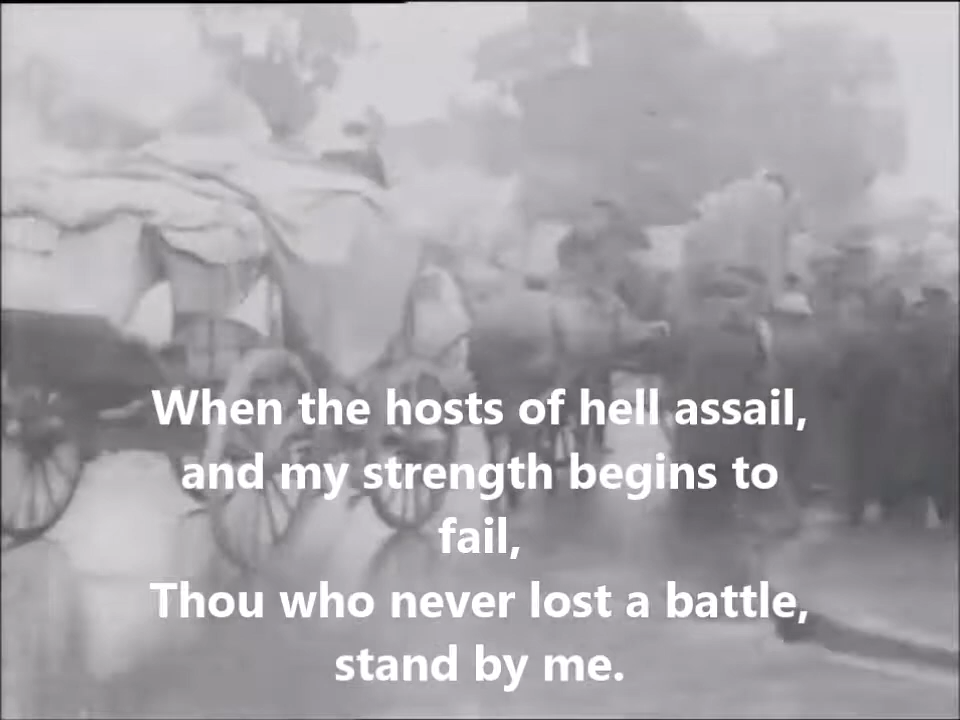 When the hosts of hell assail,
and my strength begins to
fail,
Thou who never lost a battle,
stand by me.